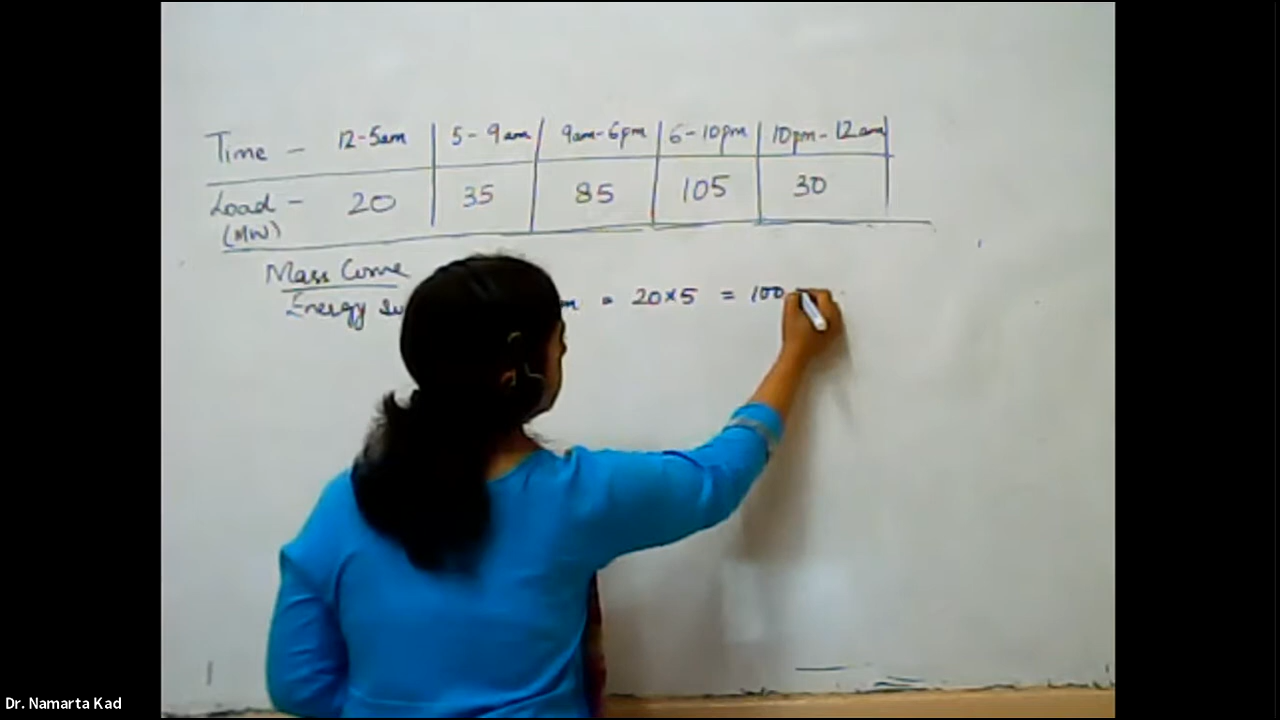 Time - 12-5am 5-9am 9am-6pm 6-10pm 10pm-12am
Load - 20 35 85 105 30
(MW)
Mass Curve
Energy = 20×5 = 100
Dr. Namarta Kad